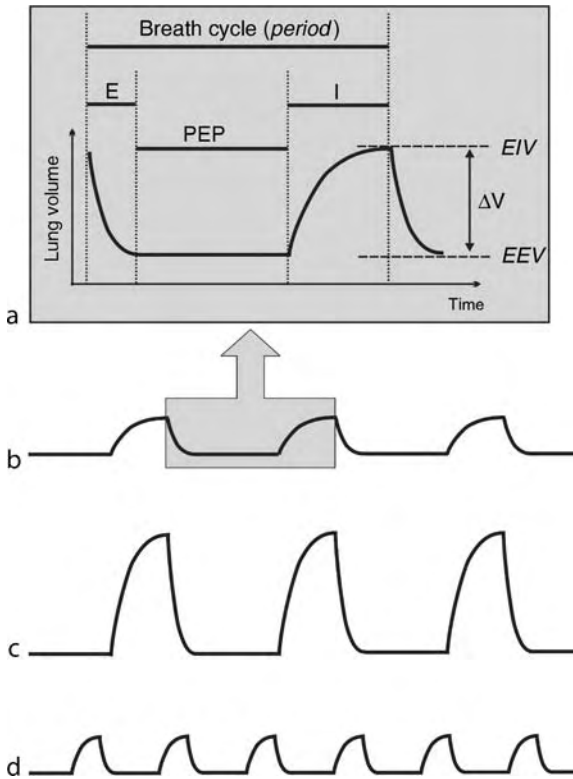 Breath cycle (period)
E
I
PEP
EIV
Lung volume
ΔV
EEV
Time
a
b
c
d